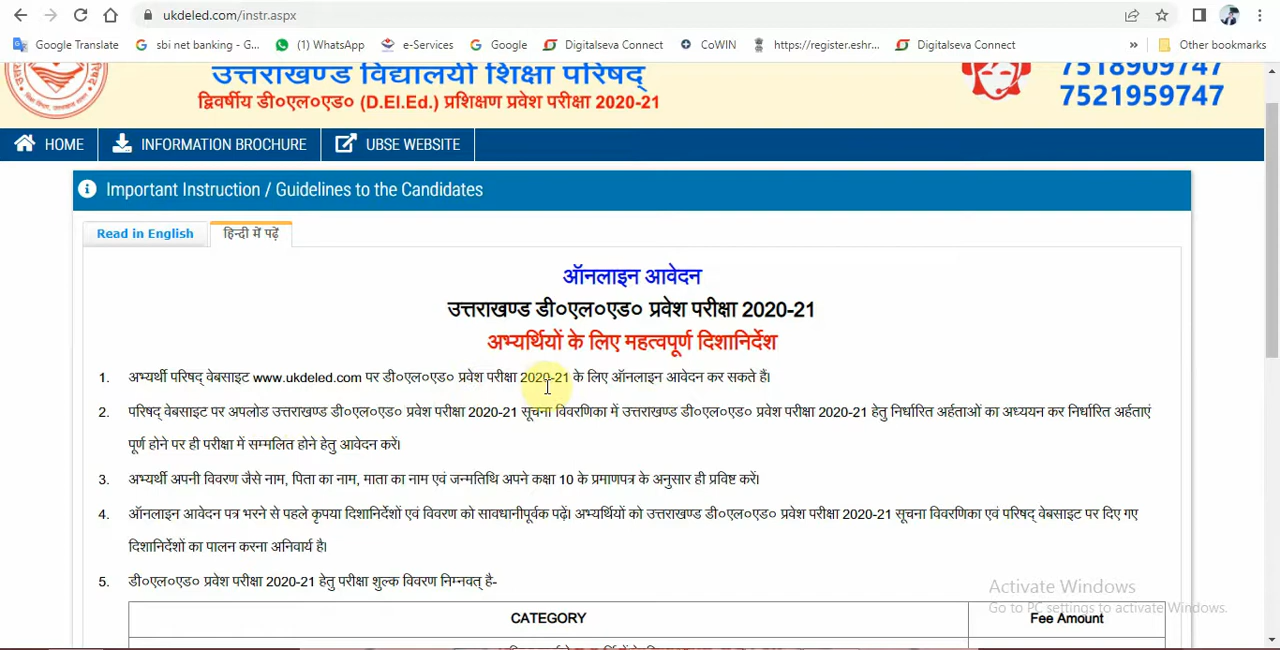 ukdeled.com/instr.aspx
Google Translate sbi net banking - G... (1) WhatsApp e-Services Google Digitalseva Connect CoWIN https://register.eshr... Digitalseva Connect » Other bookmarks
उत्तराखण्ड विद्यालयी शिक्षा परिषद्
7518909747
द्विवर्षीय डी०एल०एड० (D.El.Ed.) प्रशिक्षण प्रवेश परीक्षा 2020-21
7521959747
HOME INFORMATION BROCHURE UBSE WEBSITE
Important Instruction / Guidelines to the Candidates
Read in English हिन्दी में पढ़ें
ऑनलाइन आवेदन
उत्तराखण्ड डी०एल०एड० प्रवेश परीक्षा 2020-21
अभ्यर्थियों के लिए महत्वपूर्ण दिशानिर्देश
1. अभ्यर्थी परिषद् वेबसाइट www.ukdeled.com पर डी०एल०एड० प्रवेश परीक्षा 2020-21 के लिए ऑनलाइन आवेदन कर सकते हैं।
2. परिषद् वेबसाइट पर अपलोड उत्तराखण्ड डी०एल०एड० प्रवेश परीक्षा 2020-21 सूचना विवरणिका में उत्तराखण्ड डी०एल०एड० प्रवेश परीक्षा 2020-21 हेतु निर्धारित अर्हताओं का अध्ययन कर निर्धारित अर्हताएं
पूर्ण होने पर ही परीक्षा में सम्मलित होने हेतु आवेदन करें।
3. अभ्यर्थी अपनी विवरण जैसे नाम, पिता का नाम, माता का नाम एवं जन्मतिथि अपने कक्षा 10 के प्रमाणपत्र के अनुसार ही प्रविष्ट करें।
4. ऑनलाइन आवेदन पत्र भरने से पहले कृपया दिशानिर्देशों एवं विवरण को सावधानीपूर्वक पढ़ें। अभ्यर्थियों को उत्तराखण्ड डी०एल०एड० प्रवेश परीक्षा 2020-21 सूचना विवरणिका एवं परिषद् वेबसाइट पर दिए गए
दिशानिर्देशों का पालन करना अनिवार्य है।
5. डी०एल०एड० प्रवेश परीक्षा 2020-21 हेतु परीक्षा शुल्क विवरण निम्नवत् है-
Activate Windows
Go to PC settings to activate Windows.
CATEGORY Fee Amount